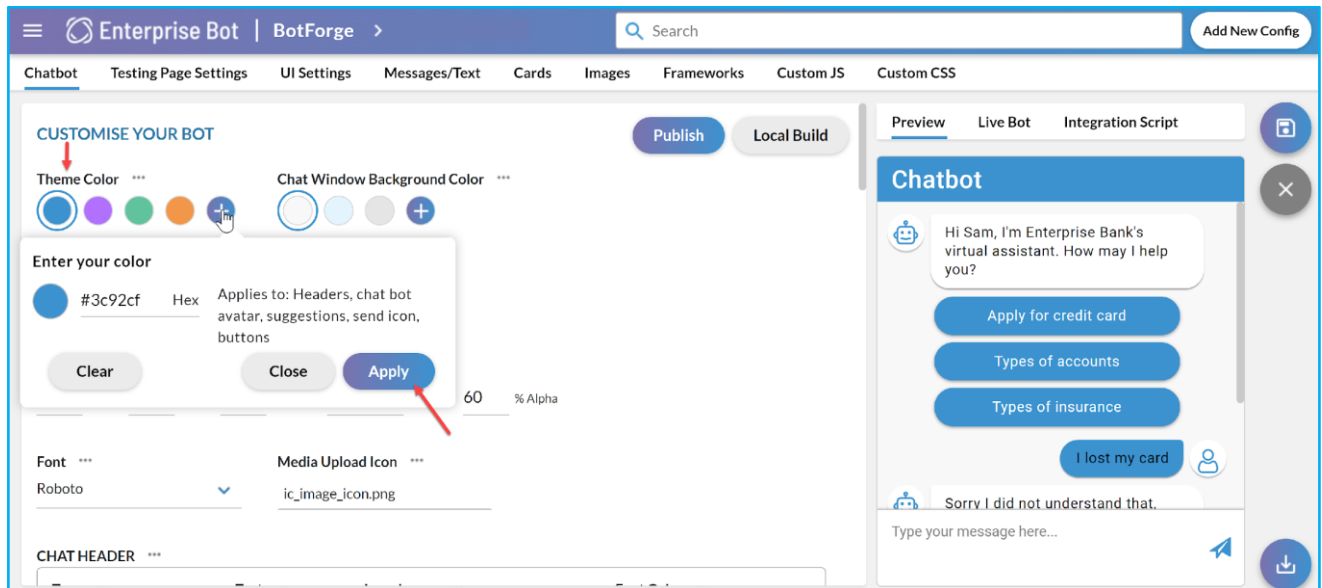 Enterprise Bot | BotForge >
Search
Add New Config
Chatbot
Testing Page Settings
UI Settings
Messages/Text
Cards
Images
Frameworks
Custom JS
Custom CSS
CUSTOMISE YOUR BOT
Publish
Local Build
Theme Color ...
Chat Window Background Color ...
Enter your color
#3c92cf Hex
Applies to: Headers, chat bot
avatar, suggestions, send icon,
buttons
Clear
Close
Apply
60 % Alpha
Font ...
Roboto
Media Upload Icon ...
ic_image_icon.png
CHAT HEADER ...
Preview
Live Bot
Integration Script
Chatbot
Hi Sam, I'm Enterprise Bank's
virtual assistant. How may I help
you?
Apply for credit card
Types of accounts
Types of insurance
I lost my card
Sorry I did not understand that.
Type your message here...